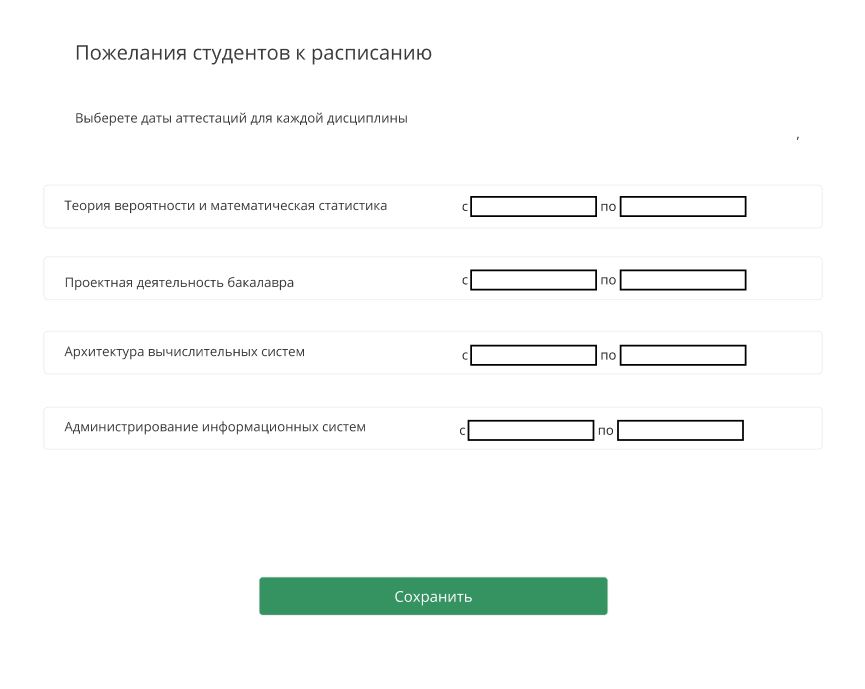 Пожелания студентов к расписанию
Выберете даты аттестаций для каждой дисциплины
,
Теория вероятности и математическая статистика с по
Проектная деятельность бакалавра с по
Архитектура вычислительных систем с по
Администрирование информационных систем с по
Сохранить